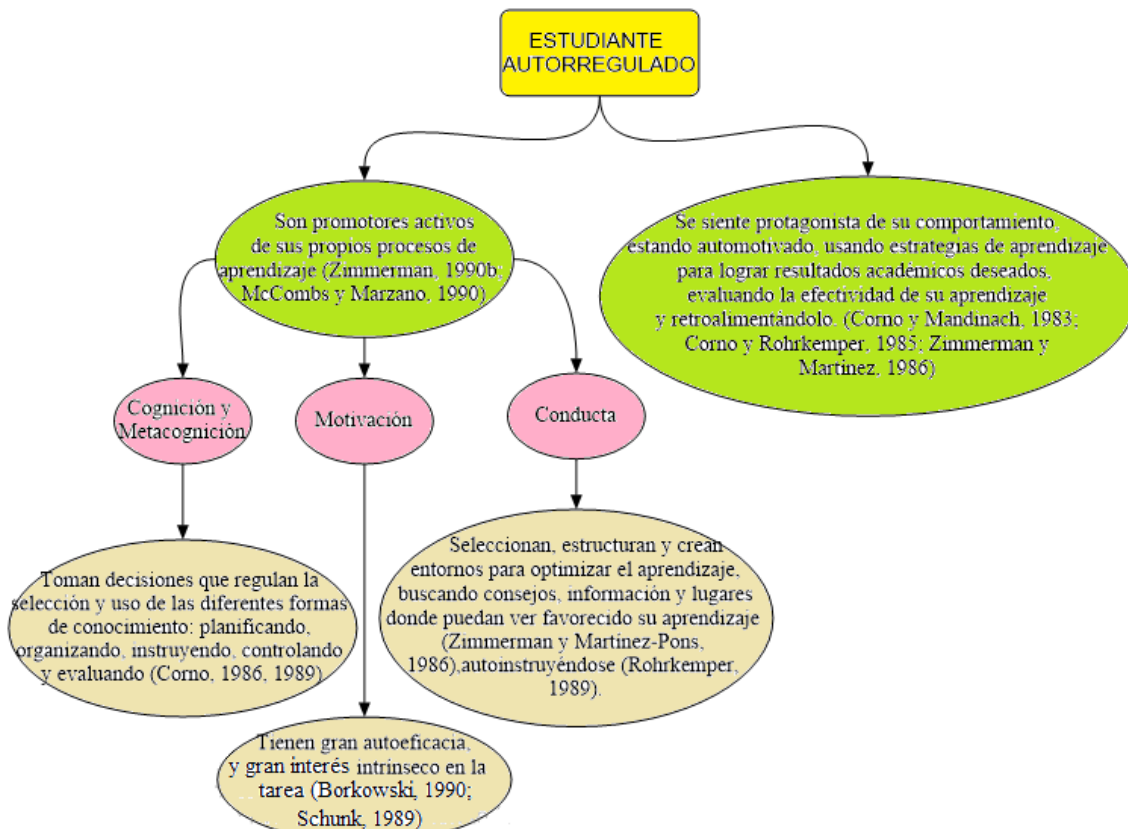 ESTUDIANTE
AUTORREGULADO
Son promotores activos
de sus propios procesos de
aprendizaje (Zimmerman, 1990b;
McCombs y Marzano, 1990)
Se siente protagonista de su comportamiento,
estando automotivado, usando estrategias de aprendizaje
para lograr resultados académicos deseados,
evaluando la efectividad de su aprendizaje
y retroalimentándolo. (Corno y Mandinach, 1983;
Corno y Rohrkemper, 1985; Zimmerman y
Martínez, 1986)
Cognición y
Metacognición
Motivación
Conducta
Toman decisiones que regulan la
selección y uso de las diferentes formas
de conocimiento: planificando,
organizando, instruyendo, controlando
y evaluando (Corno, 1986, 1989)
Seleccionan, estructuran y crean
entornos para optimizar el aprendizaje,
buscando consejos, información y lugares
donde puedan ver favorecido su aprendizaje
(Zimmerman y Martínez-Pons,
1986),autoinstruyéndose (Rohrkemper,
1989).
Tienen gran autoeficacia,
y gran interés intrínseco en la
tarea (Borkowski, 1990;
Schunk, 1989)